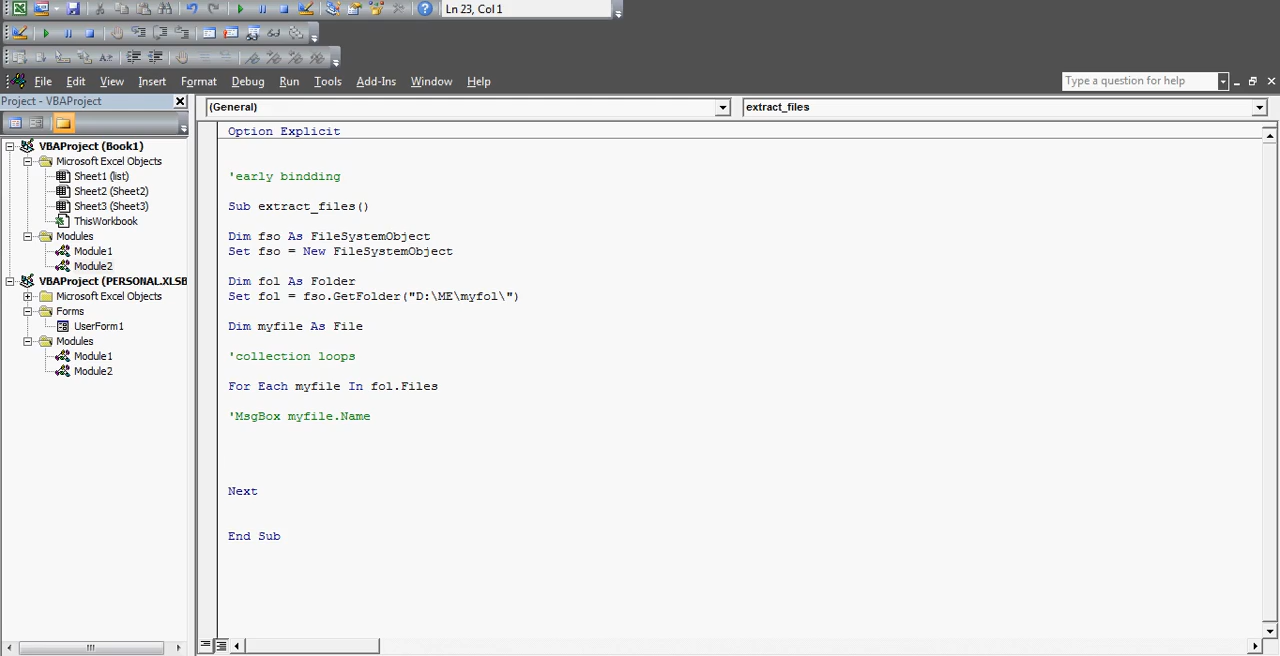 Ln 23, Col 1
File Edit View Insert Format Debug Run Tools Add-Ins Window Help
Type a question for help
Project - VBAProject
(General)
extract_files
VBAProject (Book1)
Microsoft Excel Objects
Sheet1 (list)
Sheet2 (Sheet2)
Sheet3 (Sheet3)
ThisWorkbook
Modules
Module1
Module2
VBAProject (PERSONAL.XLSB
Microsoft Excel Objects
Forms
UserForm1
Modules
Module1
Module2
Option Explicit
'early bindding
Sub extract_files()
Dim fso As FileSystemObject
Set fso = New FileSystemObject
Dim fol As Folder
Set fol = fso.GetFolder("D:\ME\myfol\")
Dim myfile As File
'collection loops
For Each myfile In fol.Files
'MsgBox myfile.Name
Next
End Sub